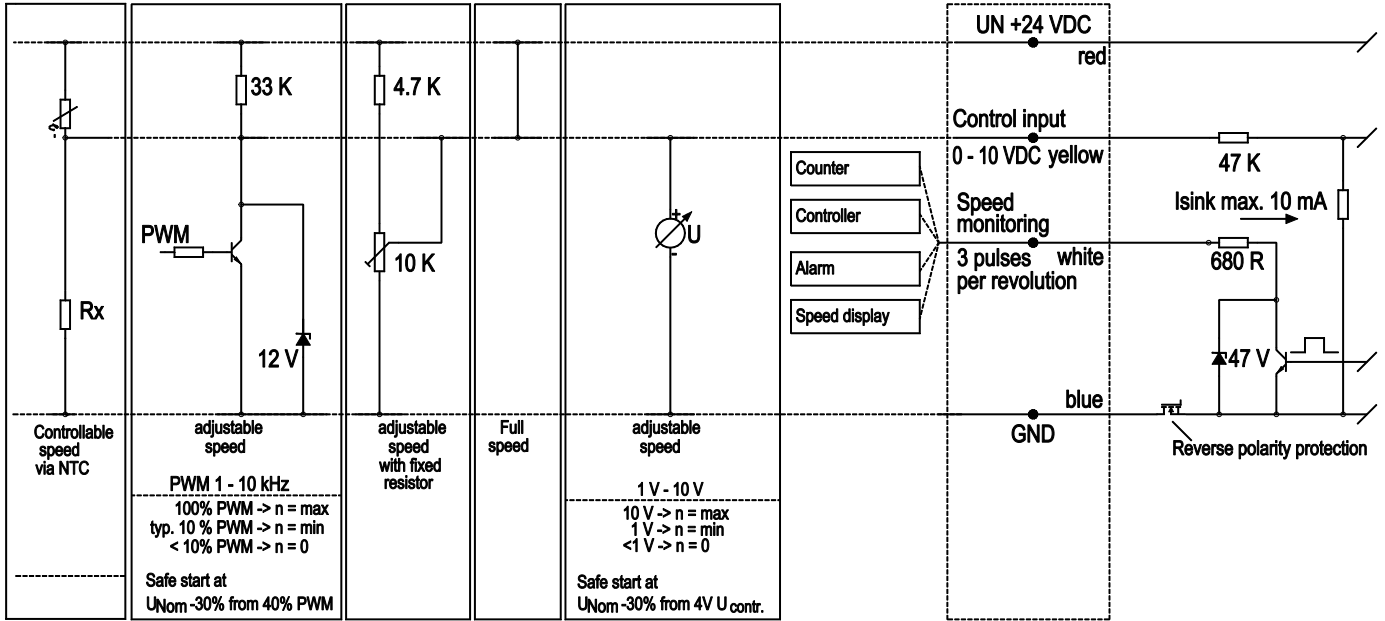 UN +24 VDC
red
33 K
4.7 K
Control input
0 - 10 VDC yellow
47 K
Counter
Controller
Alarm
Speed display
Speed
monitoring
3 pulses white
per revolution
Isink max. 10 mA
680 R
PWM
10 K
+
U
-
-ϑ
Rx
12 V
47 V
blue
GND
Reverse polarity protection
Controllable
speed
via NTC
adjustable
speed
PWM 1 - 10 kHz
100% PWM -> n = max
typ. 10 % PWM -> n = min
< 10% PWM -> n = 0
Safe start at
UNom -30% from 40% PWM
adjustable
speed
with fixed
resistor
Full
speed
adjustable
speed
1 V - 10 V
10 V -> n = max
1 V -> n = min
<1 V -> n = 0
Safe start at
UNom -30% from 4V U contr.